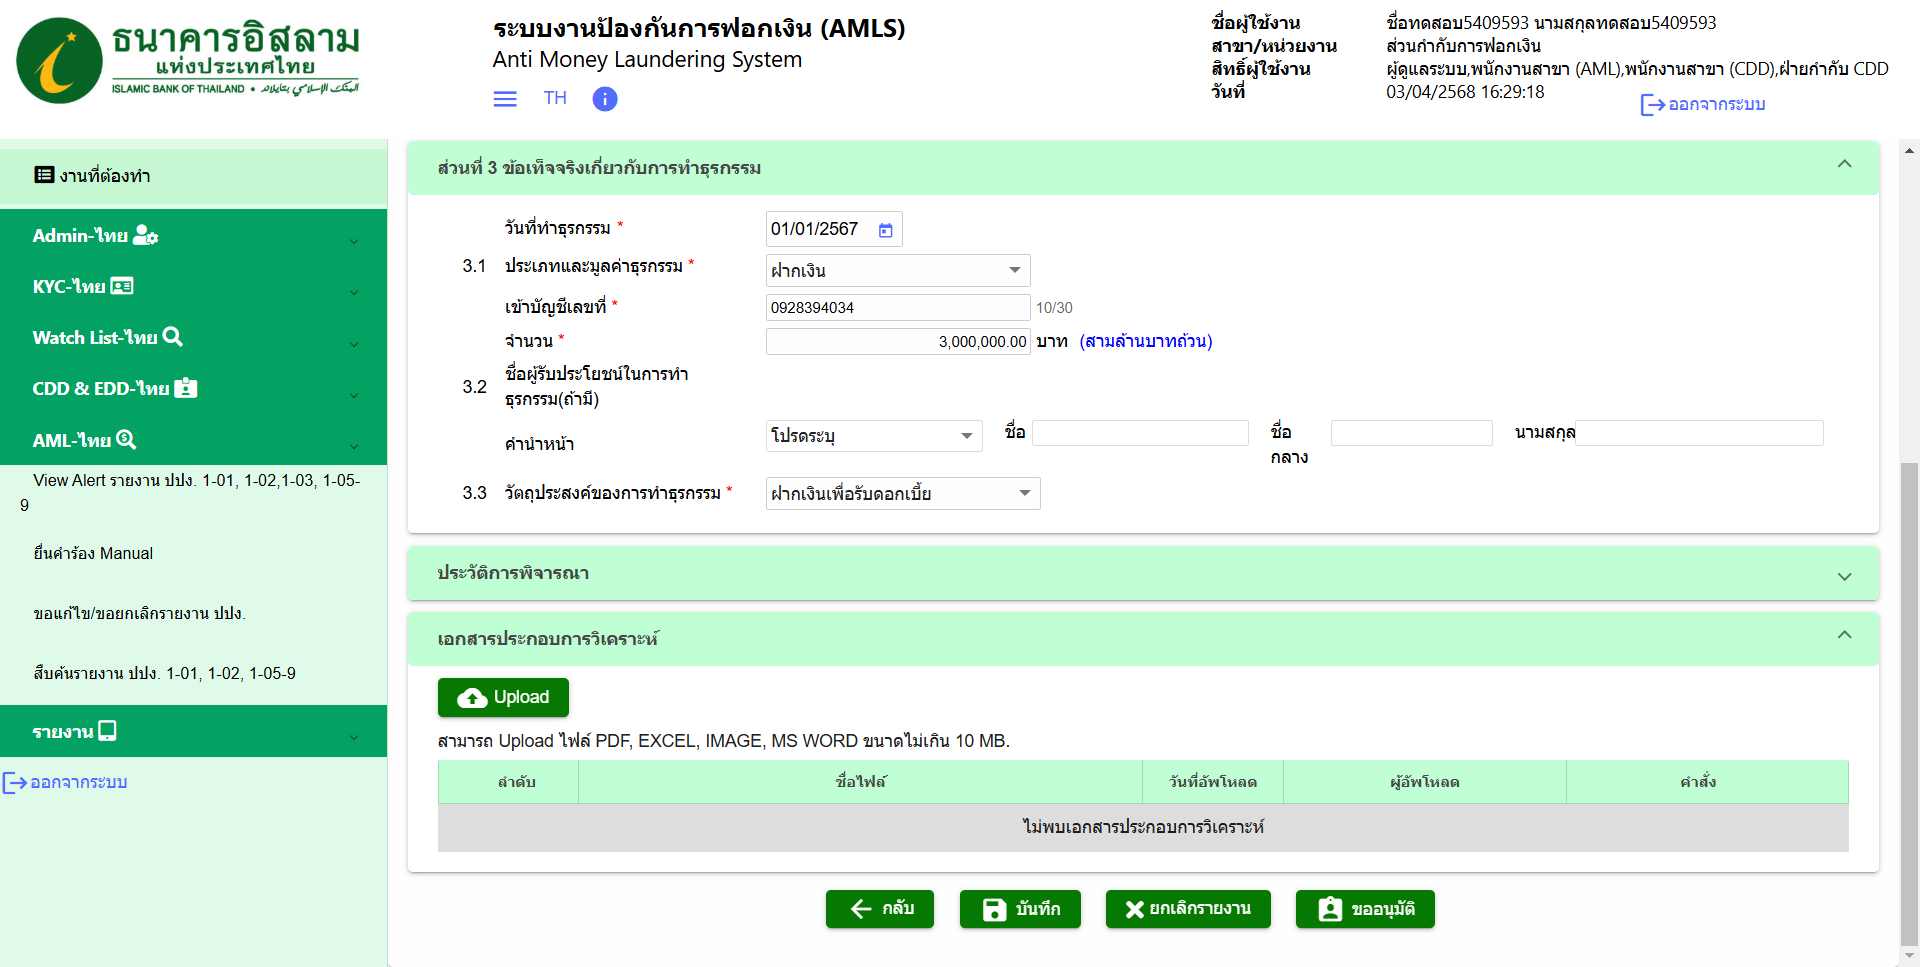 ธนาคารอิสลาม
แห่งประเทศไทย
ISLAMIC BANK OF THAILAND • المصرف الإسلامي بتايلاند
ระบบงานป้องกันการฟอกเงิน (AMLS)
Anti Money Laundering System
TH
ชื่อผู้ใช้งาน ชื่อทดสอบ5409593 นามสกุลทดสอบ5409593
สาขา/หน่วยงาน ส่วนกำกับการฟอกเงิน
สิทธิ์ผู้ใช้งาน ผู้ดูแลระบบ,พนักงานสาขา (AML),พนักงานสาขา (CDD),ฝ่ายกำกับ CDD
วันที่ 03/04/2568 16:29:18
ออกจากระบบ
งานที่ต้องทำ
Admin-ไทย
KYC-ไทย
Watch List-ไทย
CDD & EDD-ไทย
AML-ไทย
View Alert รายงาน ปปง. 1-01, 1-02,1-03, 1-05-
9
ยื่นคำร้อง Manual
ขอแก้ไข/ขอยกเลิกรายงาน ปปง.
สืบค้นรายงาน ปปง. 1-01, 1-02, 1-05-9
รายงาน
ออกจากระบบ
ส่วนที่ 3 ข้อเท็จจริงเกี่ยวกับการทำธุรกรรม
วันที่ทำธุรกรรม * 01/01/2567
3.1 ประเภทและมูลค่าธุรกรรม * ฝากเงิน
เข้าบัญชีเลขที่ * 0928394034 10/30
จำนวน * 3,000,000.00 บาท (สามล้านบาทถ้วน)
3.2 ชื่อผู้รับประโยชน์ในการทำ
ธุรกรรม(ถ้ามี)
คำนำหน้า โปรดระบุ ชื่อ ชื่อ นามสกุล
กลาง
3.3 วัตถุประสงค์ของการทำธุรกรรม * ฝากเงินเพื่อรับดอกเบี้ย
ประวัติการพิจารณา
เอกสารประกอบการวิเคราะห์
Upload
สามารถ Upload ไฟล์ PDF, EXCEL, IMAGE, MS WORD ขนาดไม่เกิน 10 MB.
ลำดับ ชื่อไฟล์ วันที่อัพโหลด ผู้อัพโหลด คำสั่ง
ไม่พบเอกสารประกอบการวิเคราะห์
กลับ บันทึก ยกเลิกรายงาน ขออนุมัติ